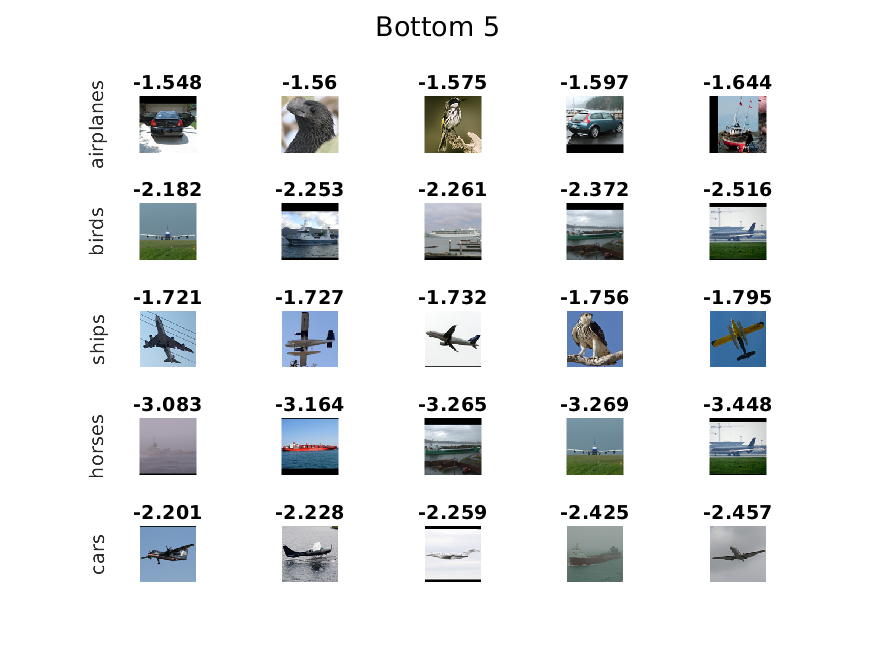 Bottom 5
airplanes
-1.548 -1.56 -1.575 -1.597 -1.644
birds
-2.182 -2.253 -2.261 -2.372 -2.516
ships
-1.721 -1.727 -1.732 -1.756 -1.795
horses
-3.083 -3.164 -3.265 -3.269 -3.448
cars
-2.201 -2.228 -2.259 -2.425 -2.457